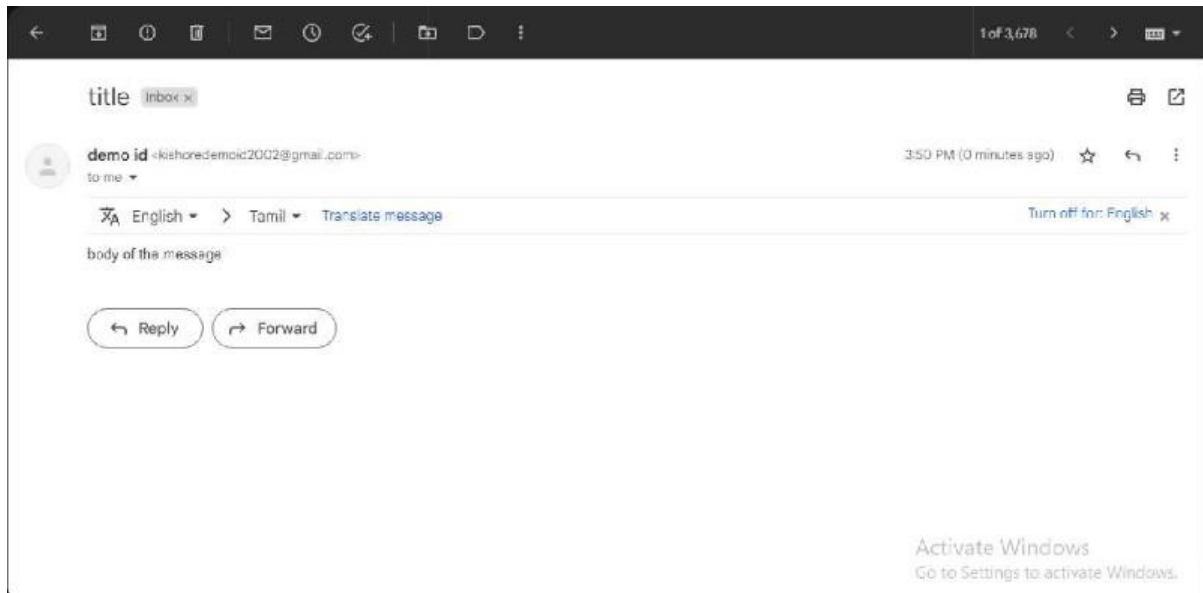 1 of 3,678
title Inbox x
demo id <kishoredemoid2002@gmail.com> 3:50 PM (0 minutes ago)
to me
English > Tamil Translate message Turn off for: English x
body of the message
Reply Forward
Activate Windows
Go to Settings to activate Windows.